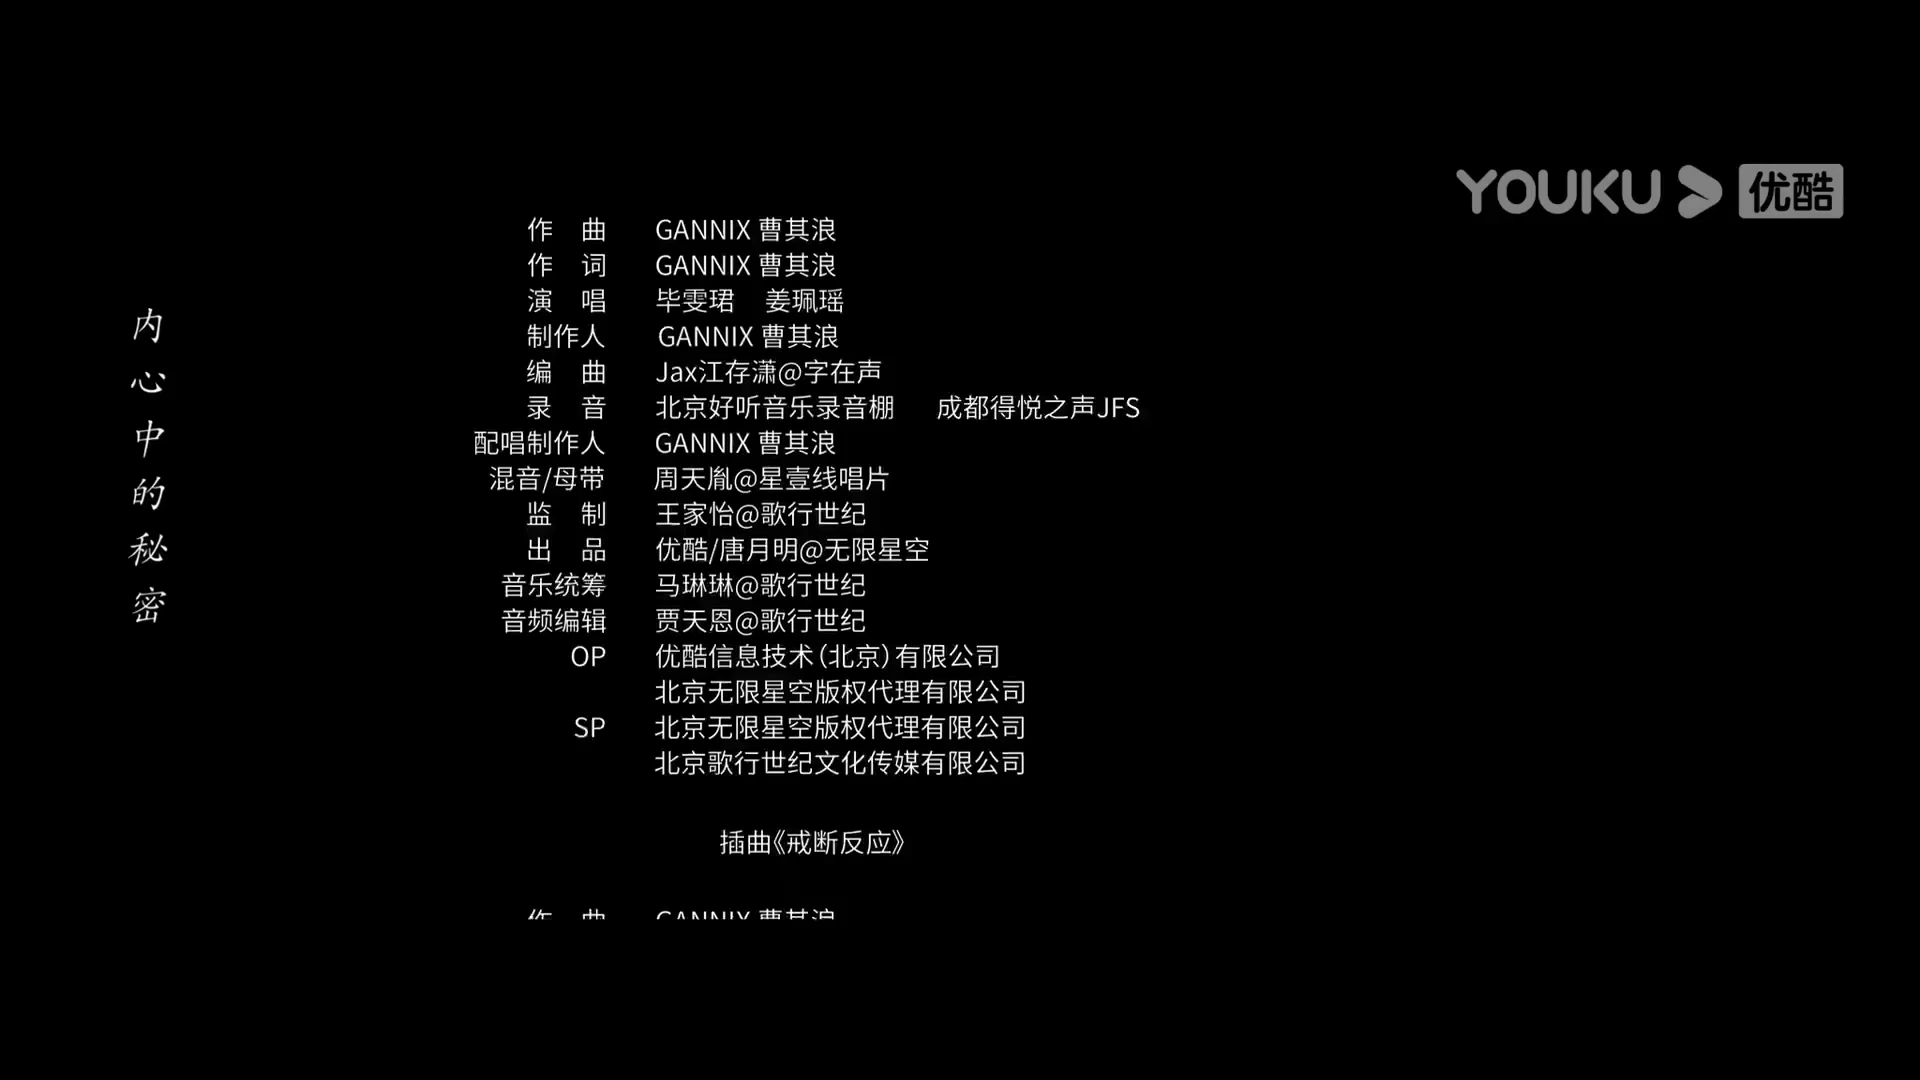 YOUKU 优酷
内心中的秘密
作 曲 GANNIX 曹其浪
作 词 GANNIX 曹其浪
演 唱 毕雯珺 姜珮瑶
制作人 GANNIX 曹其浪
编 曲 Jax江存潇@字在声
录 音 北京好听音乐录音棚 成都得悦之声JFS
配唱制作人 GANNIX 曹其浪
混音/母带 周天胤@星壹线唱片
监 制 王家怡@歌行世纪
出 品 优酷/唐月明@无限星空
音乐统筹 马琳琳@歌行世纪
音频编辑 贾天恩@歌行世纪
OP 优酷信息技术(北京)有限公司
北京无限星空版权代理有限公司
SP 北京无限星空版权代理有限公司
北京歌行世纪文化传媒有限公司
插曲《戒断反应》
作 曲 GANNIX 曹其浪